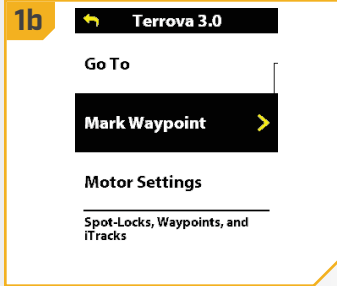 1b
Terrova 3.0
Go To
Mark Waypoint
Motor Settings
Spot-Locks, Waypoints, and
iTracks